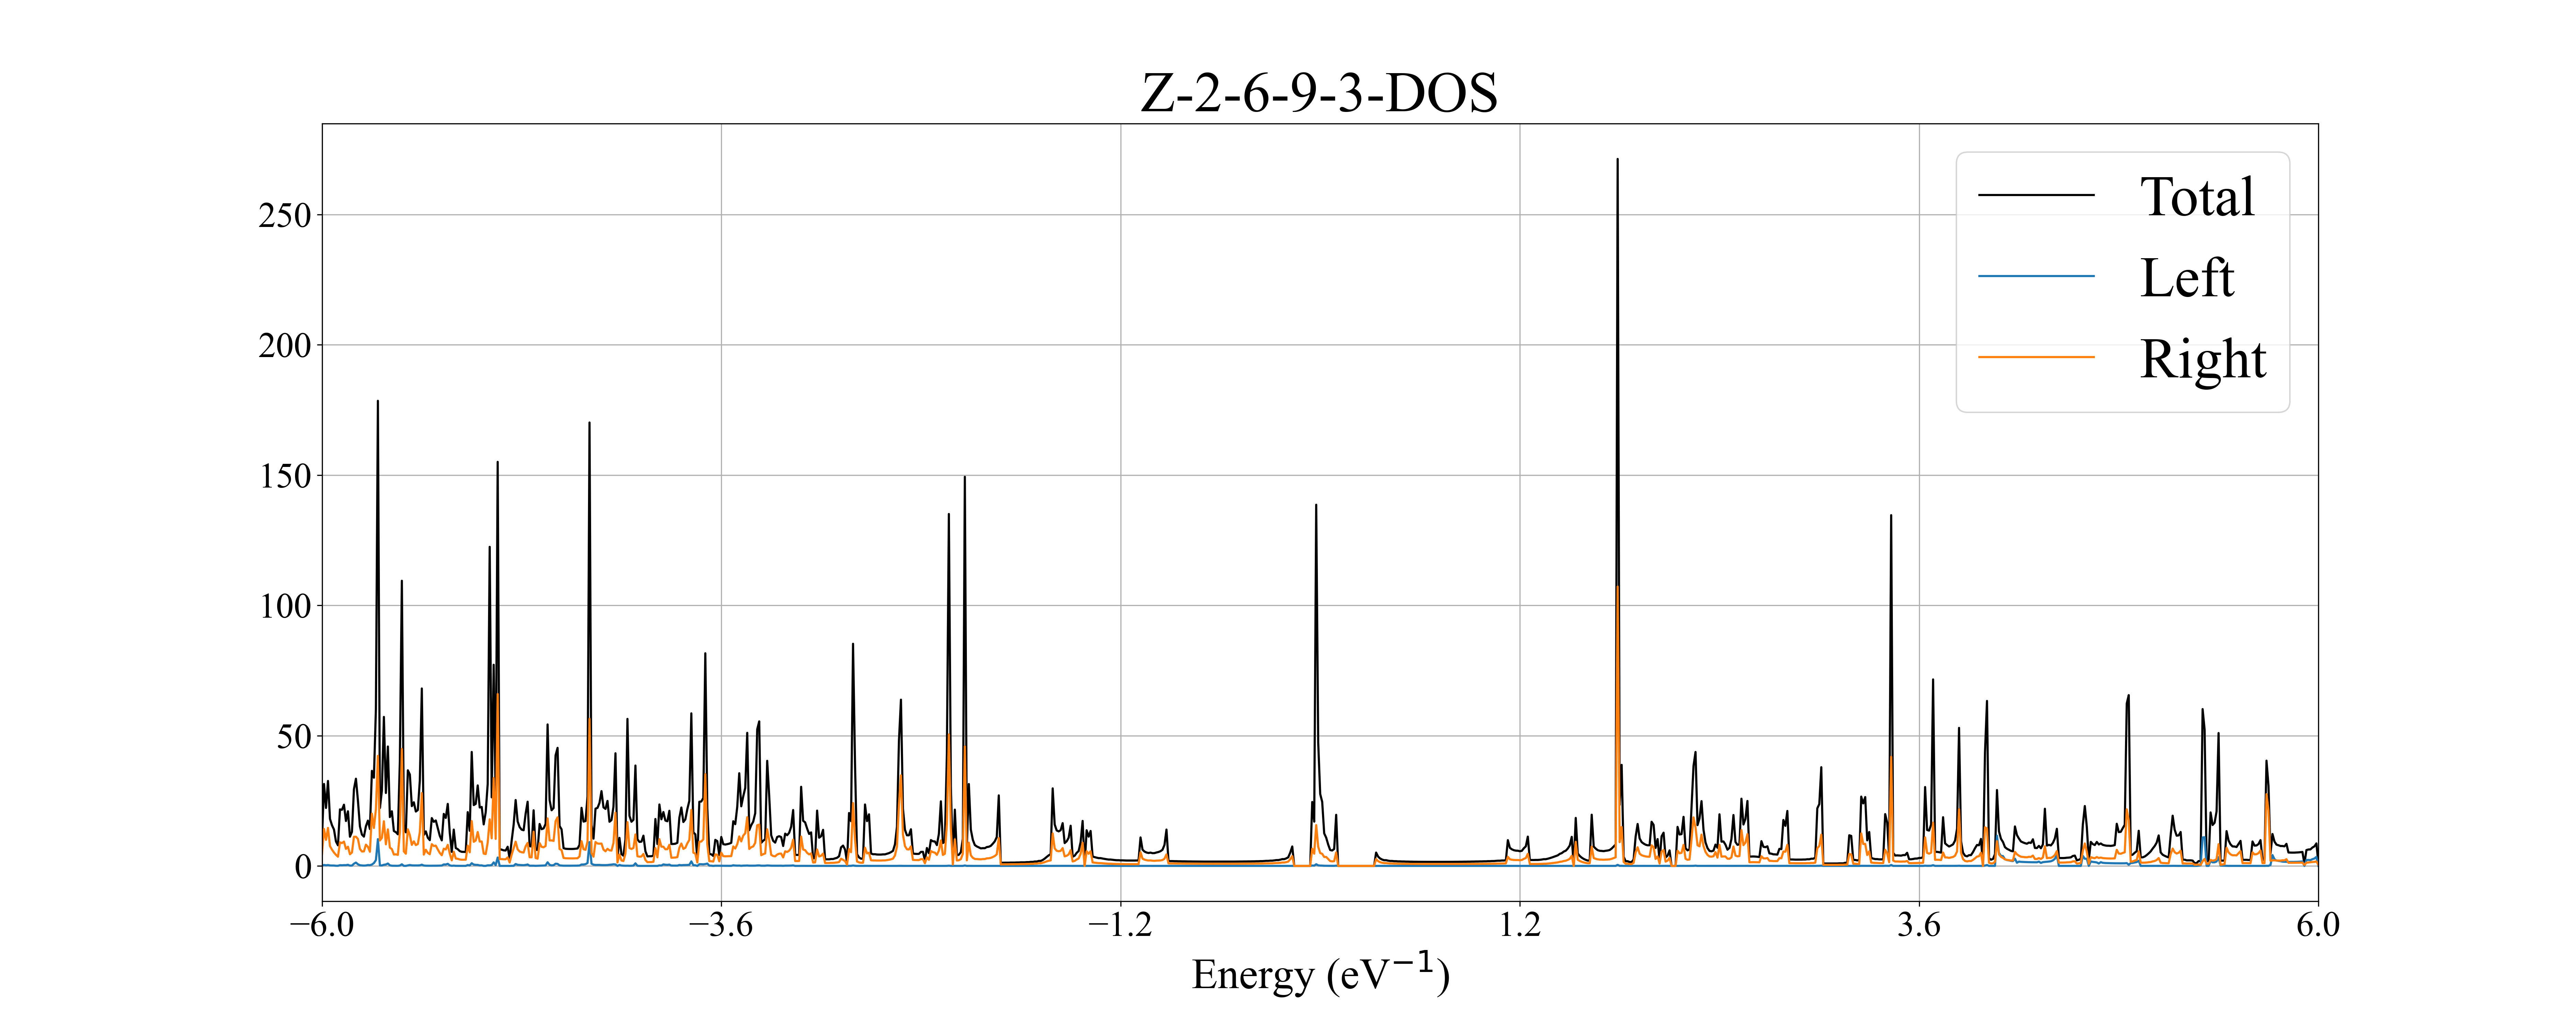 Z-2-6-9-3-DOS
250
200
150
100
50
0
Total
Left
Right
−6.0 −3.6 −1.2 1.2 3.6 6.0
Energy (eV⁻¹)